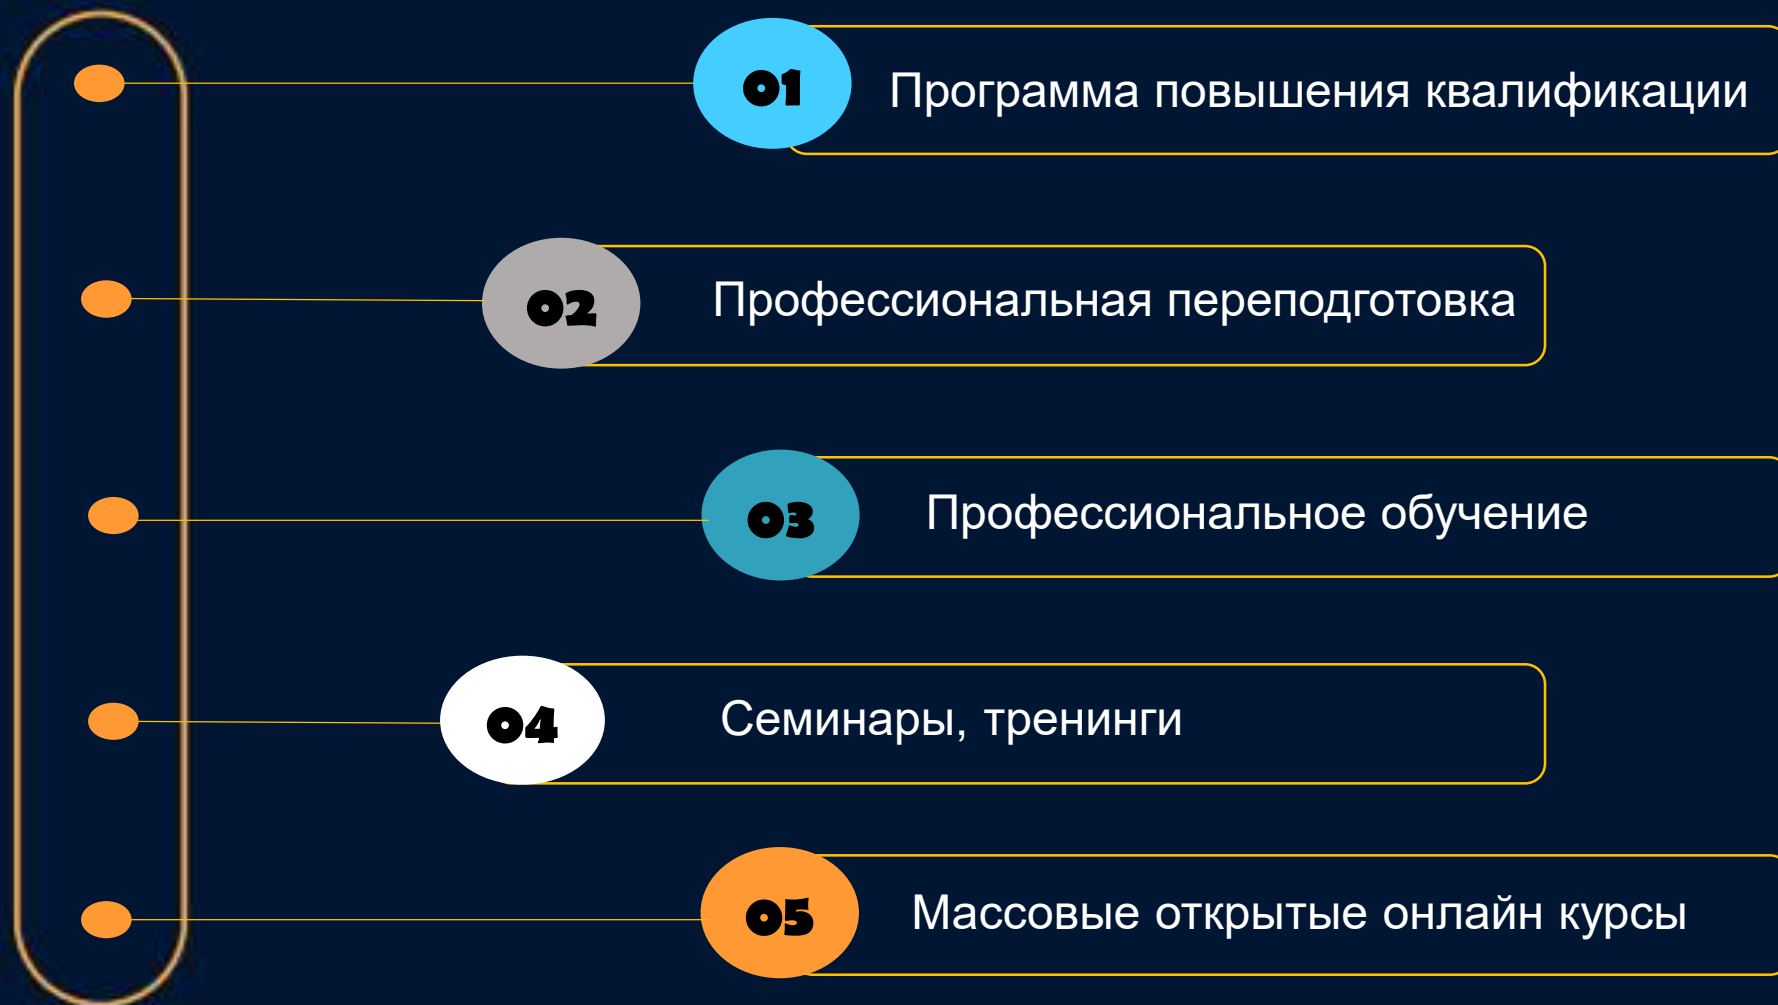 01
Программа повышения квалификации
02
Профессиональная переподготовка
03
Профессиональное обучение
04
Семинары, тренинги
05
Массовые открытые онлайн курсы